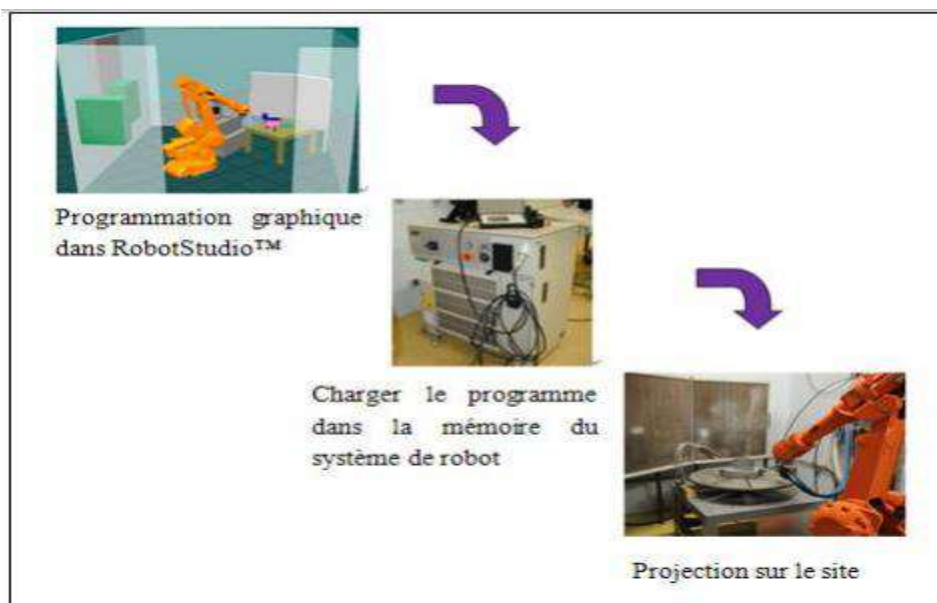 Programmation graphique
dans RobotStudio™
Charger le programme
dans la mémoire du
système de robot
Projection sur le site